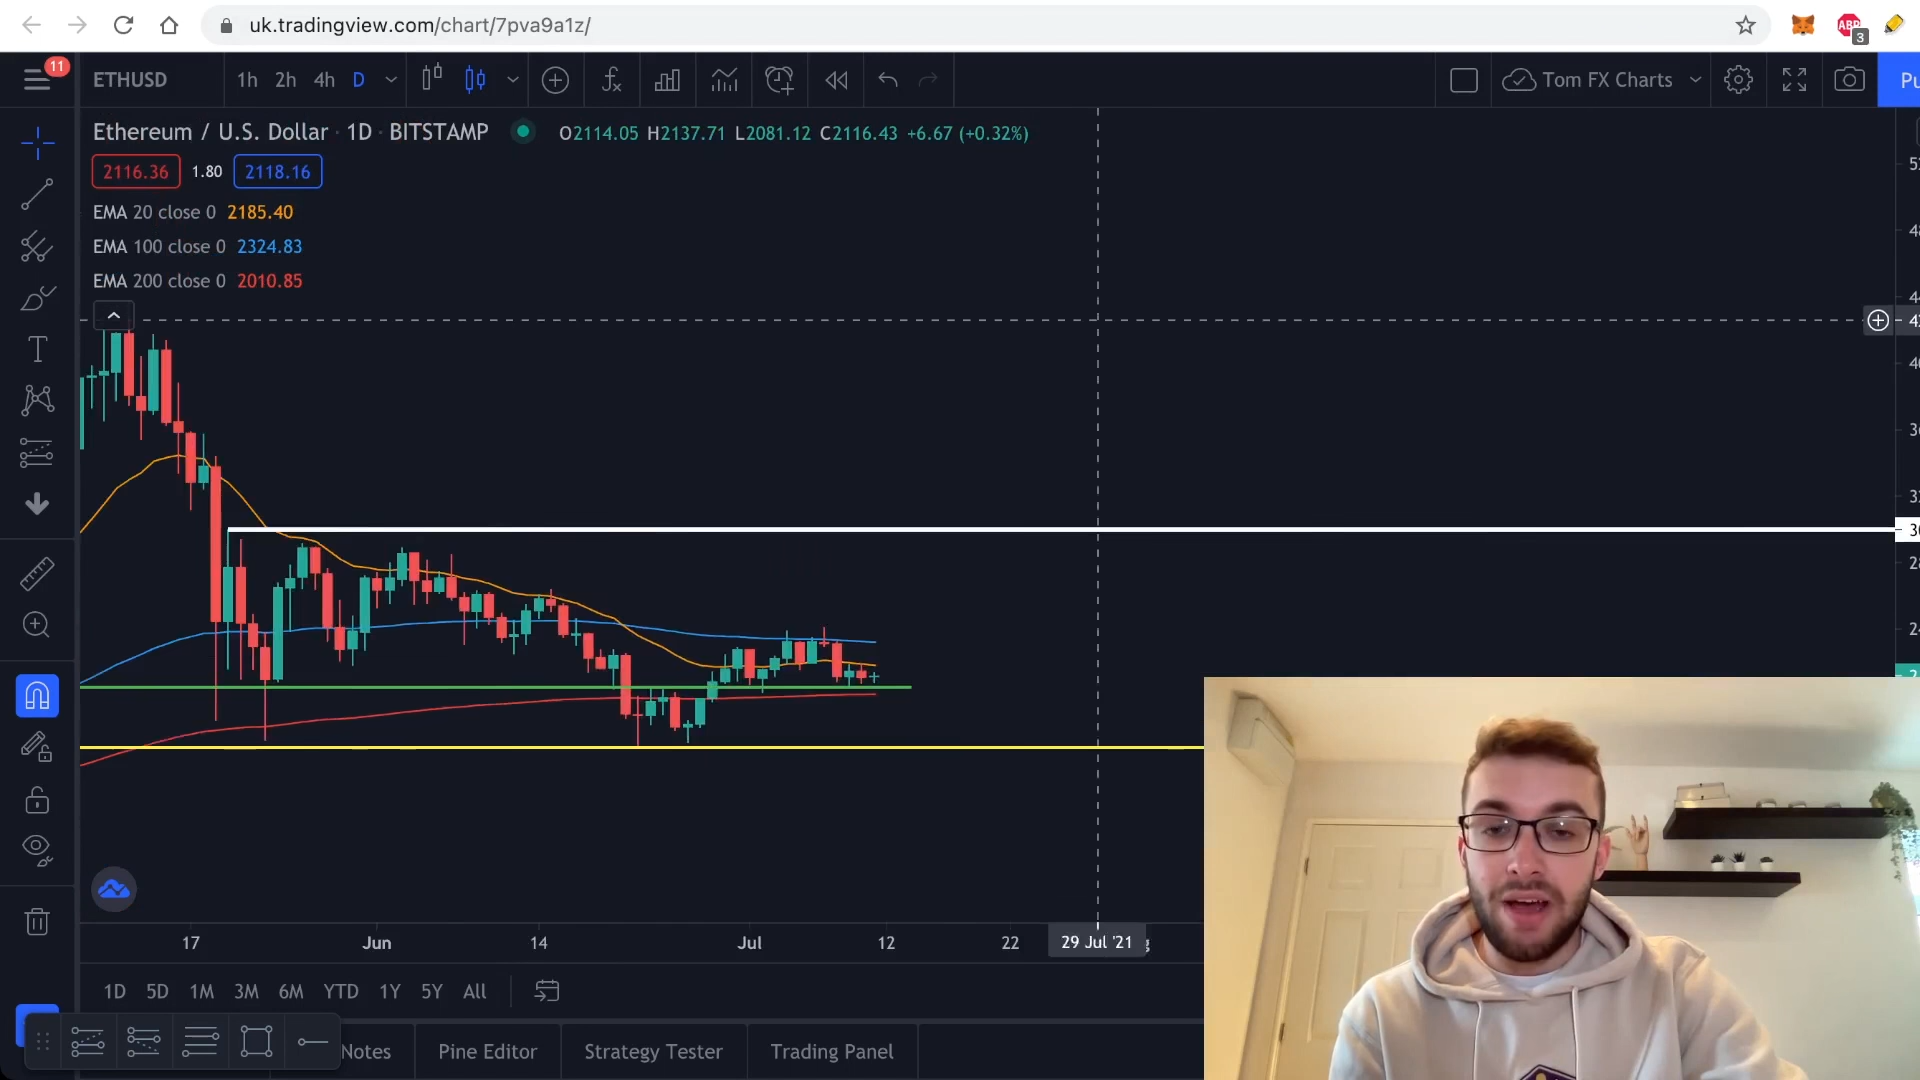 uk.tradingview.com/chart/7pva9a1z/
ABP
3
11
ETHUSD
1h 2h 4h D
Tom FX Charts
Pu
Ethereum / U.S. Dollar · 1D · BITSTAMP
O2114.05 H2137.71 L2081.12 C2116.43 +6.67 (+0.32%)
2116.36 1.80 2118.16
EMA 20 close 0 2185.40
EMA 100 close 0 2324.83
EMA 200 close 0 2010.85
17 Jun 14 Jul 12 22 29 Jul '21
1D 5D 1M 3M 6M YTD 1Y 5Y All
Notes Pine Editor Strategy Tester Trading Panel